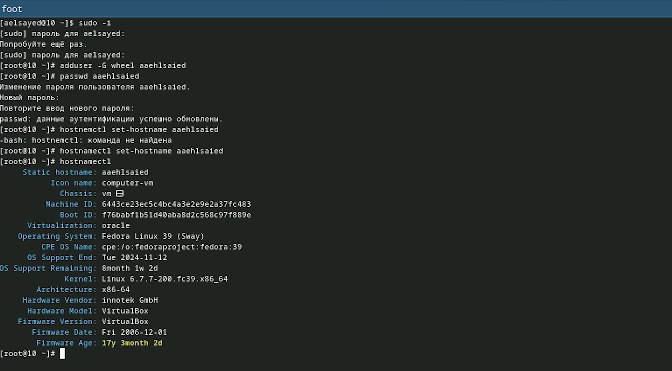 foot
[aelsayed@10 ~]$ sudo -i
[sudo] пароль для aelsayed:
Попробуйте ещё раз.
[sudo] пароль для aelsayed:
[root@10 ~]# adduser -G wheel aaehlsaied
[root@10 ~]# passwd aaehlsaied
Изменение пароля пользователя aaehlsaied.
Новый пароль:
Повторите ввод нового пароля:
passwd: данные аутентификации успешно обновлены.
[root@10 ~]# hostnemctl set-hostname aaehlsaied
-bash: hostnemctl: команда не найдена
[root@10 ~]# hostnamectl set-hostname aaehlsaied
[root@10 ~]# hostnamectl
Static hostname: aaehlsaied
Icon name: computer-vm
Chassis: vm
Machine ID: 6443ce23ec5c4bc4a3e2e9e2a37fc483
Boot ID: f76babf1b51d40aba8d2c568c97f889e
Virtualization: oracle
Operating System: Fedora Linux 39 (Sway)
CPE OS Name: cpe:/o:fedoraproject:fedora:39
OS Support End: Tue 2024-11-12
OS Support Remaining: 8month 1w 2d
Kernel: Linux 6.7.7-200.fc39.x86_64
Architecture: x86-64
Hardware Vendor: innotek GmbH
Hardware Model: VirtualBox
Firmware Version: VirtualBox
Firmware Date: Fri 2006-12-01
Firmware Age: 17y 3month 2d
[root@10 ~]#